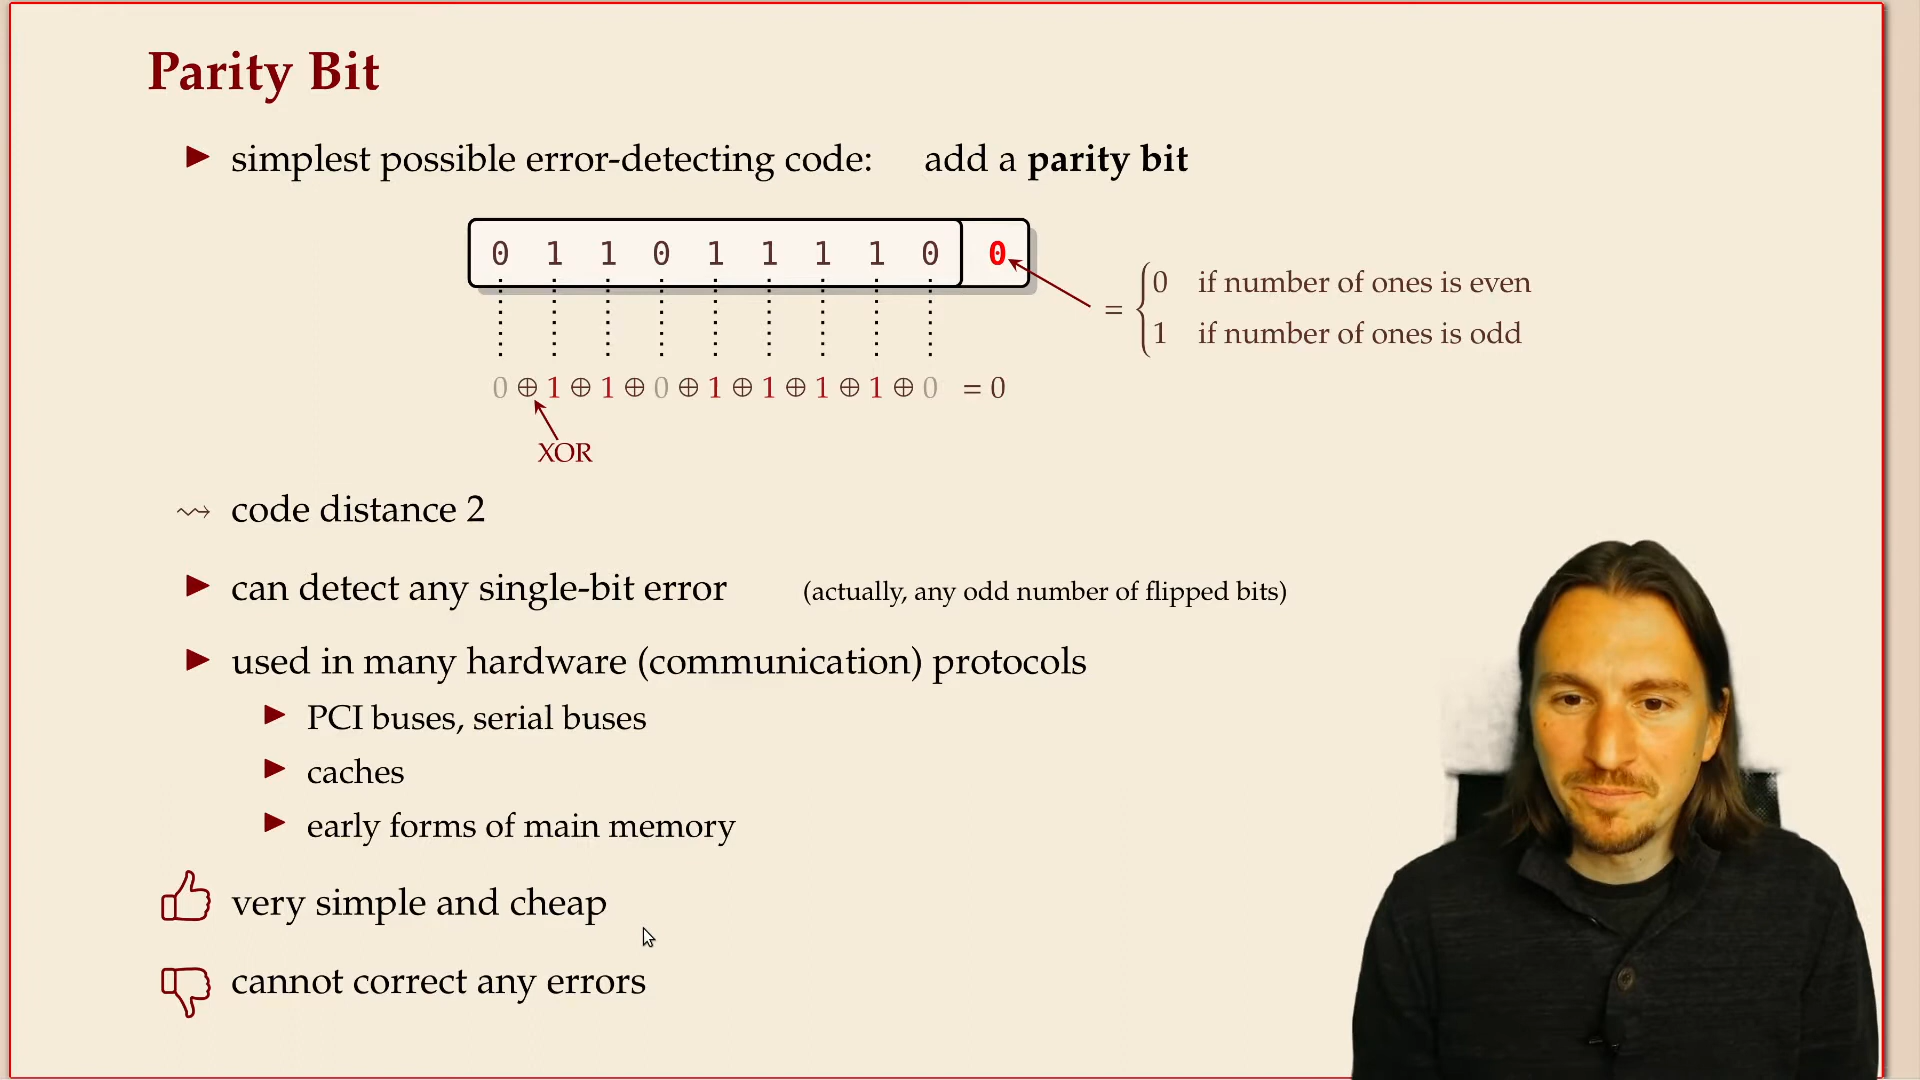 Parity Bit
▶ simplest possible error-detecting code: add a parity bit
0 1 1 0 1 1 1 1 0 0
= { 0 if number of ones is even
1 if number of ones is odd
0 ⊕ 1 ⊕ 1 ⊕ 0 ⊕ 1 ⊕ 1 ⊕ 1 ⊕ 1 ⊕ 0 = 0
XOR
⇝ code distance 2
▶ can detect any single-bit error (actually, any odd number of flipped bits)
▶ used in many hardware (communication) protocols
▶ PCI buses, serial buses
▶ caches
▶ early forms of main memory
very simple and cheap
cannot correct any errors